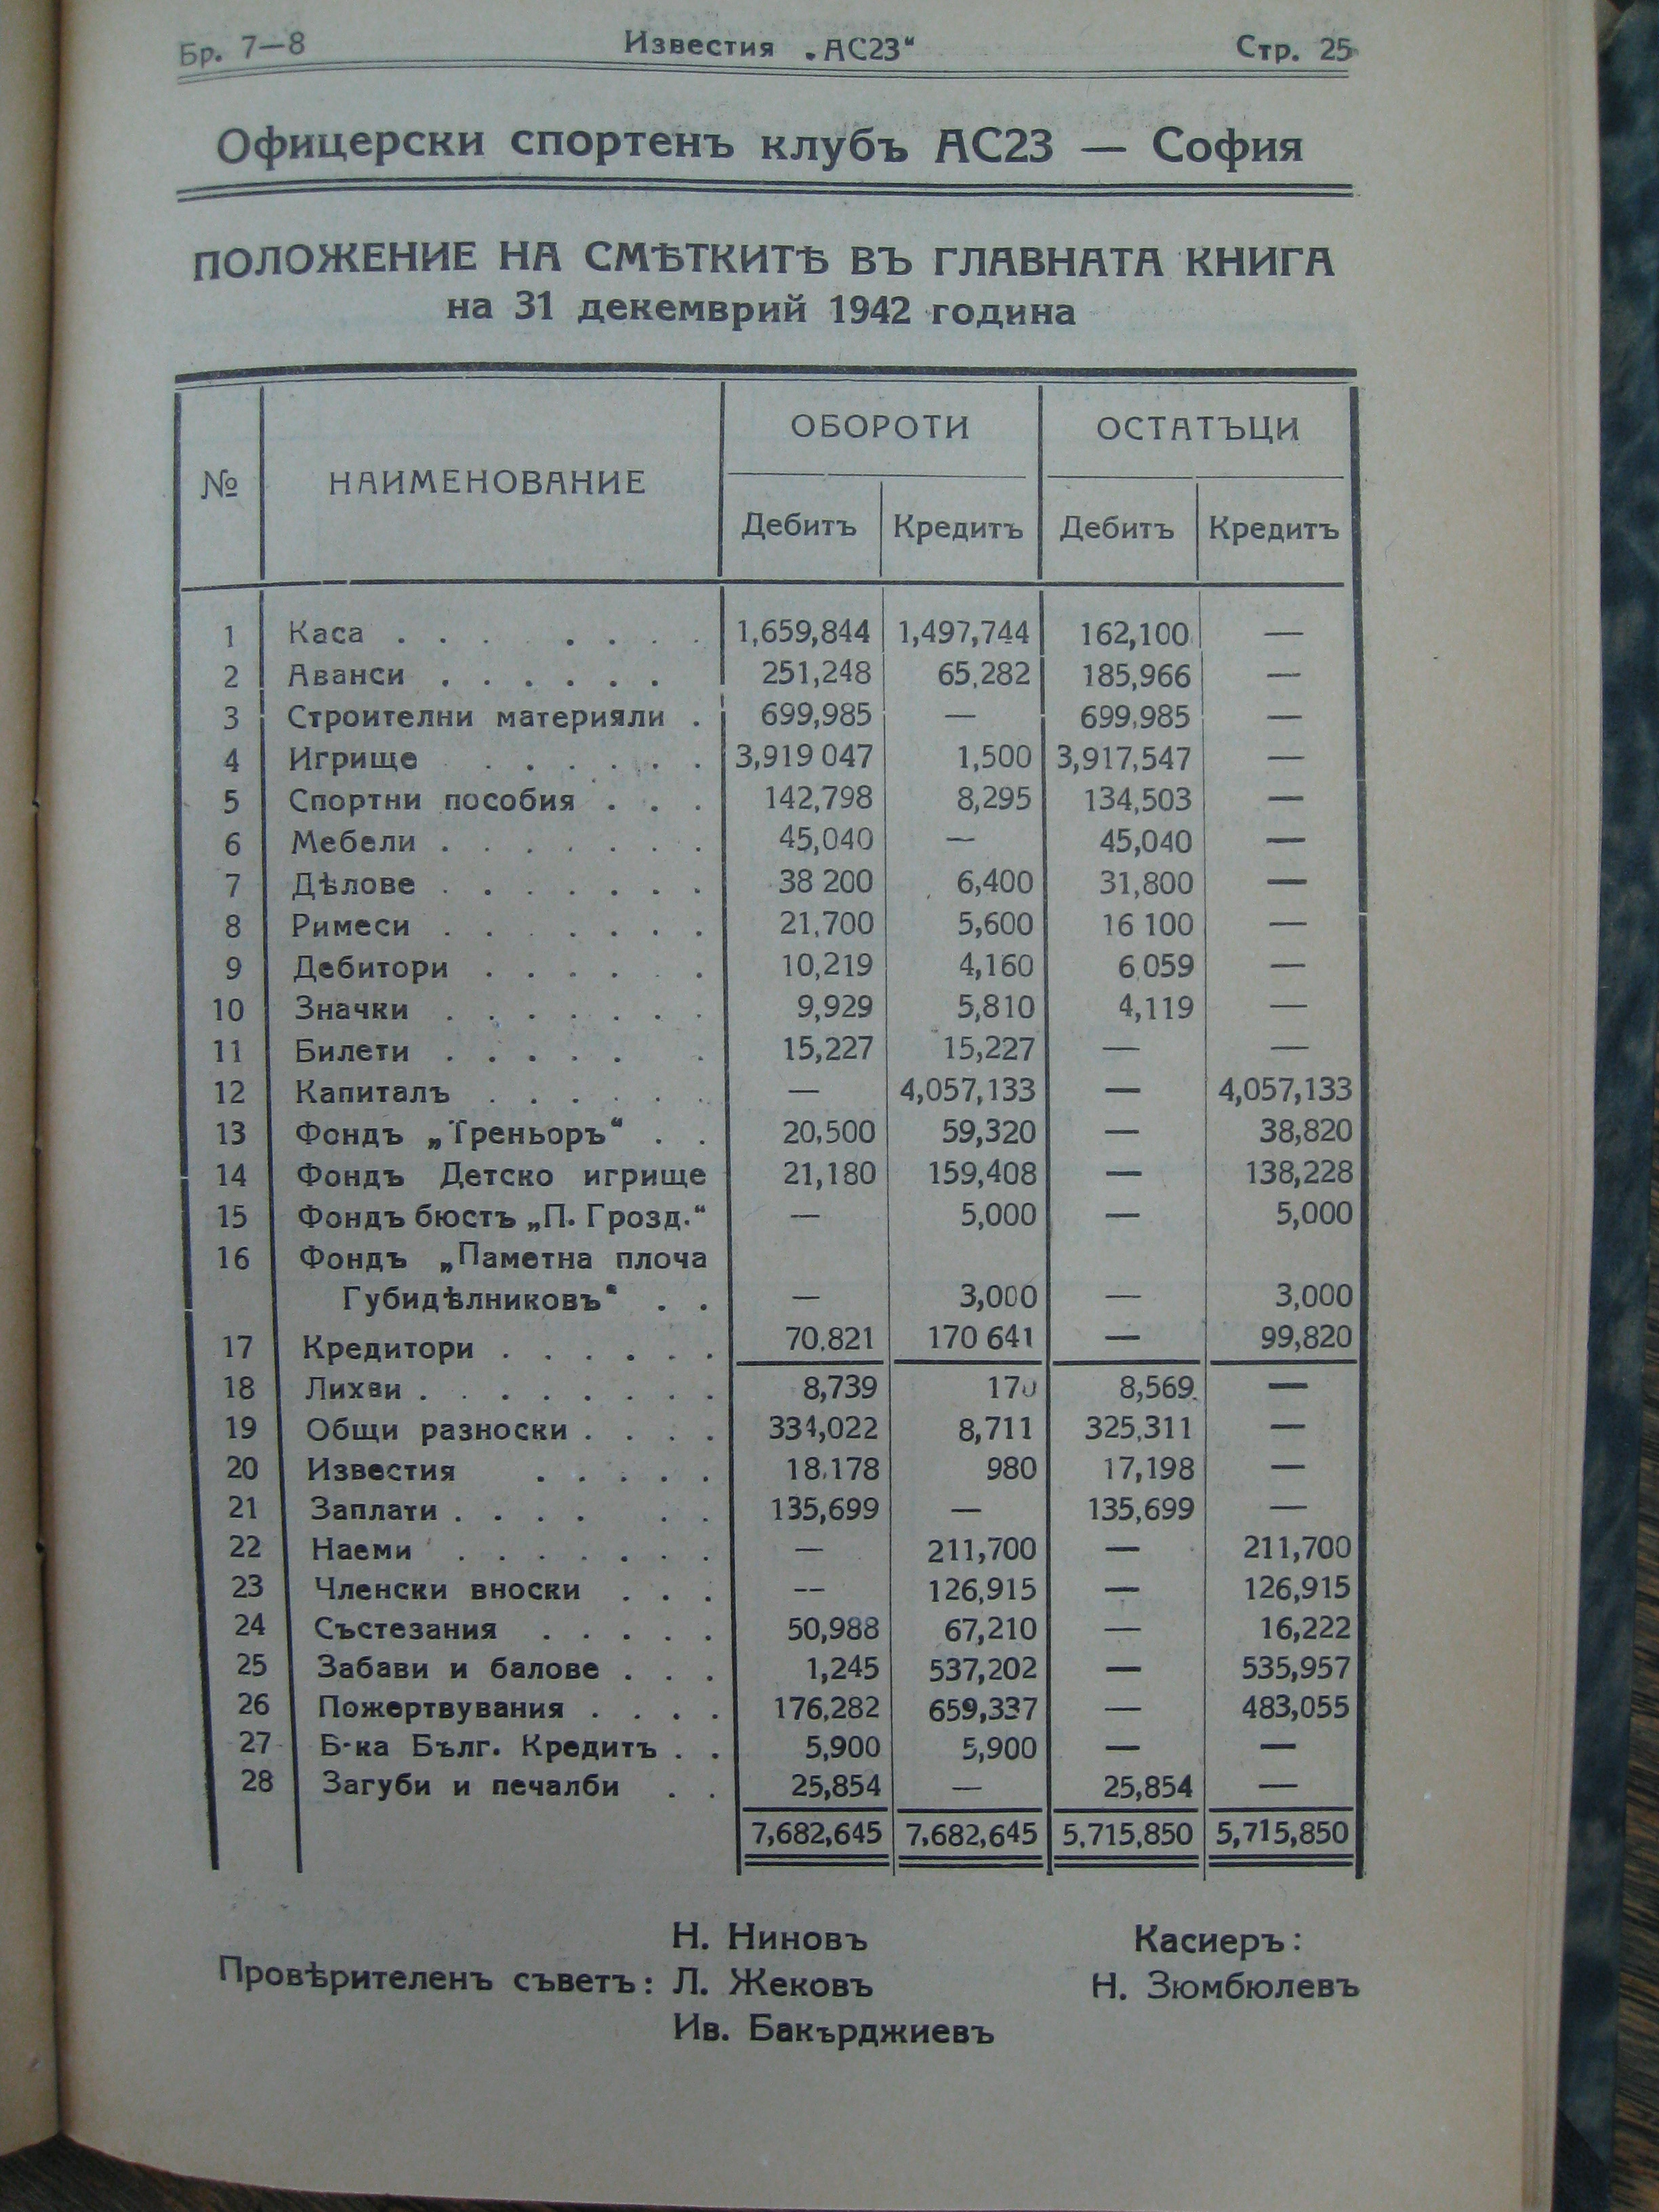 Бр. 7—8 Известия „АС23“ Стр. 25
Офицерски спортенъ клубъ АС23 — София
ПОЛОЖЕНИЕ НА СМѢТКИТѢ ВЪ ГЛАВНАТА КНИГА
на 31 декемврий 1942 година
№ НАИМЕНОВАНИЕ ОБОРОТИ ОСТАТЪЦИ
Дебитъ Кредитъ Дебитъ Кредитъ
1 Каса . . . . . . . 1,659,844 1,497,744 162,100 —
2 Аванси . . . . . . 251,248 65,282 185,966 —
3 Строителни материяли . 699,985 — 699,985 —
4 Игрище . . . . . . 3,919 047 1,500 3,917,547 —
5 Спортни пособия . . . 142,798 8,295 134,503 —
6 Мебели . . . . . . . 45,040 — 45,040 —
7 Дѣлове . . . . . . . 38 200 6,400 31,800 —
8 Римеси . . . . . . . 21,700 5,600 16 100 —
9 Дебитори . . . . . . 10,219 4,160 6 059 —
10 Значки . . . . . . . 9,929 5,810 4,119 —
11 Билети . . . . . . 15,227 15,227 — —
12 Капиталъ . . . . . . — 4,057,133 — 4,057,133
13 Фондъ „Треньоръ“ . . 20,500 59,320 — 38,820
14 Фондъ Детско игрище 21,180 159,408 — 138,228
15 Фондъ бюстъ „П. Грозд.“ — 5,000 — 5,000
16 Фондъ „Паметна плоча
Губидѣлниковъ“ . . — 3,000 — 3,000
17 Кредитори . . . . . . 70.821 170 641 — 99,820
18 Лихви . . . . . . . . 8,739 170 8,569 —
19 Общи разноски . . . . 334,022 8,711 325,311 —
20 Известия . . . . . 18.178 980 17,198 —
21 Заплати . . . . . . 135,699 — 135,699 —
22 Наеми . . . . . . . — 211,700 — 211,700
23 Членски вноски . . . -- 126,915 — 126,915
24 Състезания . . . . . 50,988 67,210 — 16,222
25 Забави и балове . . . 1,245 537,202 — 535,957
26 Пожертвувания . . . . 176,282 659,337 — 483,055
27 Б-ка Бълг. Кредитъ . . 5,900 5,900 — —
28 Загуби и печалби . . 25,854 — 25,854 —
7,682,645 7,682,645 5,715,850 5,715,850
Н. Ниновъ Касиеръ:
Провѣрителенъ съветъ: Л. Жековъ Н. Зюмбюлевъ
Ив. Бакърджиевъ